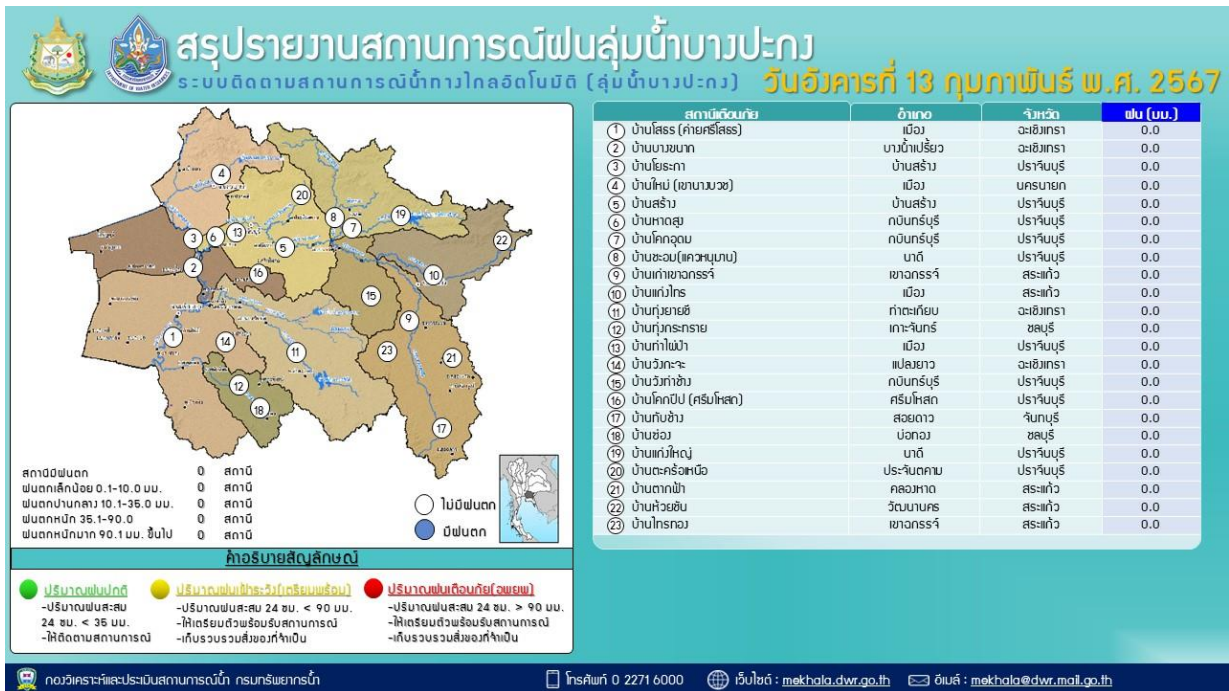 สรุปรายงานสถานการณ์ฝนลุ่มน้ำบางปะกง
ระบบติดตามสถานการณ์น้ำทางไกลอัตโนมัติ (ลุ่มน้ำบางปะกง) วันอังคารที่ 13 กุมภาพันธ์ พ.ศ. 2567
สถานีเตือนภัย อำเภอ จังหวัด ฝน (มม.)
1 บ้านโสธร (ค่ายศรีโสธร) เมือง ฉะเชิงเทรา 0.0
2 บ้านบางขนาก บางน้ำเปรี้ยว ฉะเชิงเทรา 0.0
3 บ้านโยธะกา บ้านสร้าง ปราจีนบุรี 0.0
4 บ้านใหม่ (เขานางบวช) เมือง นครนายก 0.0
5 บ้านสร้าง บ้านสร้าง ปราจีนบุรี 0.0
6 บ้านหาดสูง กบินทร์บุรี ปราจีนบุรี 0.0
7 บ้านโคกอุดม กบินทร์บุรี ปราจีนบุรี 0.0
8 บ้านชะอม(แควหนุมาน) นาดี ปราจีนบุรี 0.0
9 บ้านเก่าเขาฉกรรจ์ เขาฉกรรจ์ สระแก้ว 0.0
10 บ้านแก่งไทร เมือง สระแก้ว 0.0
11 บ้านทุ่งยายชี ท่าตะเกียบ ฉะเชิงเทรา 0.0
12 บ้านทุ่งกระทราย เกาะจันทร์ ชลบุรี 0.0
13 บ้านท่าไผ่ป่า เมือง ปราจีนบุรี 0.0
14 บ้านวังกะจะ แปลงยาว ฉะเชิงเทรา 0.0
15 บ้านวังท่าช้าง กบินทร์บุรี ปราจีนบุรี 0.0
16 บ้านโคกปีป (ศรีมโหสถ) ศรีมโหสถ ปราจีนบุรี 0.0
17 บ้านทับช้าง สอยดาว จันทบุรี 0.0
18 บ้านช่อง บ่อทอง ชลบุรี 0.0
19 บ้านแก่งใหญ่ นาดี ปราจีนบุรี 0.0
20 บ้านตะคร้อเหนือ ประจันตคาม ปราจีนบุรี 0.0
21 บ้านตากฟ้า คลองหาด สระแก้ว 0.0
22 บ้านห้วยชัน วัฒนานคร สระแก้ว 0.0
23 บ้านไทรทอง เขาฉกรรจ์ สระแก้ว 0.0
4
20
8
19
7
3
6
13
5
22
2
16
10
15
9
1
14
11
23
21
12
18
17
สถานีมีฝนตก 0 สถานี
ฝนตกเล็กน้อย 0.1-10.0 มม. 0 สถานี
ฝนตกปานกลาง 10.1-35.0 มม. 0 สถานี
ฝนตกหนัก 35.1-90.0 0 สถานี
ฝนตกหนักมาก 90.1 มม. ขึ้นไป 0 สถานี
ไม่มีฝนตก
มีฝนตก
คำอธิบายสัญลักษณ์
ปริมาณฝนปกติ
-ปริมาณฝนสะสม
24 ชม. < 35 มม.
-ให้ติดตามสถานการณ์
ปริมาณฝนเฝ้าระวัง(เตรียมพร้อม)
-ปริมาณฝนสะสม 24 ชม. < 90 มม.
-ให้เตรียมตัวพร้อมรับสถานการณ์
-เก็บรวบรวมสิ่งของที่จำเป็น
ปริมาณฝนเตือนภัย(อพยพ)
-ปริมาณฝนสะสม 24 ชม. > 90 มม.
-ให้เตรียมตัวพร้อมรับสถานการณ์
-เก็บรวบรวมสิ่งของที่จำเป็น
กองวิเคราะห์และประเมินสถานการณ์น้ำ กรมทรัพยากรน้ำ โทรศัพท์ 0 2271 6000 เว็บไซต์ : mekhala.dwr.go.th อีเมล์ : mekhala@dwr.mail.go.th